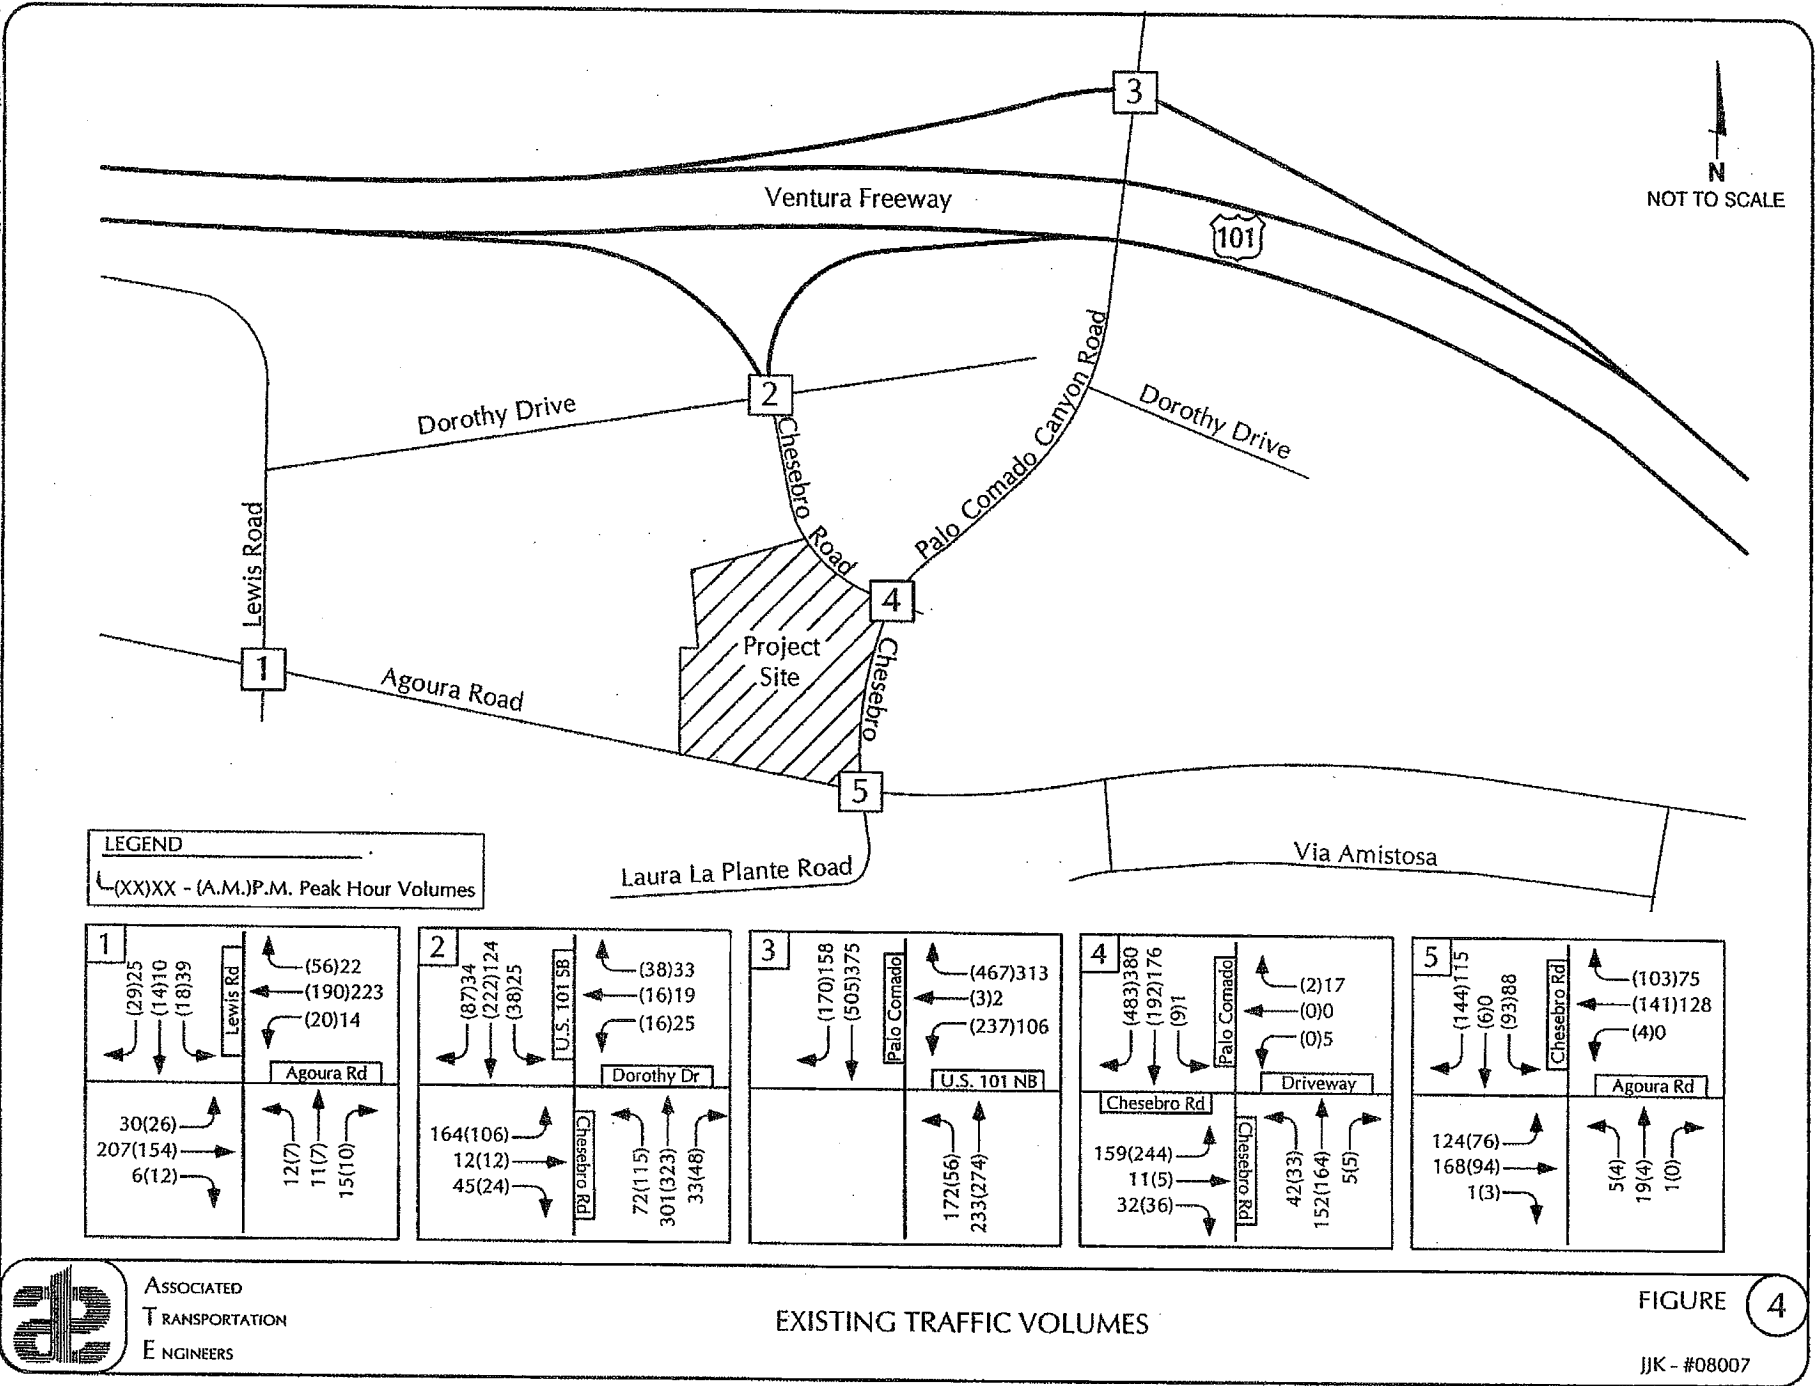 3
N
NOT TO SCALE
Ventura Freeway
101
2
Dorothy Drive
Chesebro Road
Palo Comado Canyon Road
Dorothy Drive
Lewis Road
4
1
Agoura Road
Project
Site
Chesebro
5
Laura La Plante Road
Via Amistosa
LEGEND
(XX)XX - (A.M.)P.M. Peak Hour Volumes
1
(29)25
(14)10
(18)39
Lewis Rd
(56)22
(190)223
(20)14
Agoura Rd
30(26)
207(154)
6(12)
12(7)
11(7)
15(10)
2
(87)34
(222)124
(38)25
U.S. 101 SB
(38)33
(16)19
(16)25
Dorothy Dr
164(106)
12(12)
45(24)
Chesebro Rd
72(115)
301(323)
33(48)
3
(170)158
(505)375
Palo Comado
(467)313
(3)2
(237)106
U.S. 101 NB
172(56)
233(274)
4
(483)380
(192)176
(9)1
Palo Comado
(2)17
(0)0
(0)5
Driveway
Chesebro Rd
159(244)
11(5)
32(36)
Chesebro Rd
42(33)
152(164)
5(5)
5
(144)115
(6)0
(93)88
Chesebro Rd
(103)75
(141)128
(4)0
Agoura Rd
124(76)
168(94)
1(3)
5(4)
19(4)
1(0)
ate
ASSOCIATED
TRANSPORTATION
ENGINEERS
EXISTING TRAFFIC VOLUMES
FIGURE 4
JJK - #08007